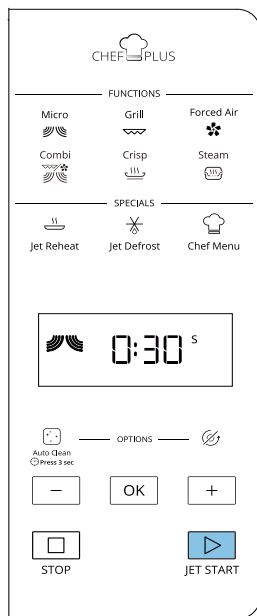 CHEF PLUS
FUNCTIONS
Micro Grill Forced Air
Combi Crisp Steam
SPECIALS
Jet Reheat Jet Defrost Chef Menu
0:30 S
OPTIONS
Auto Clean
Press 3 sec
− OK +
STOP JET START